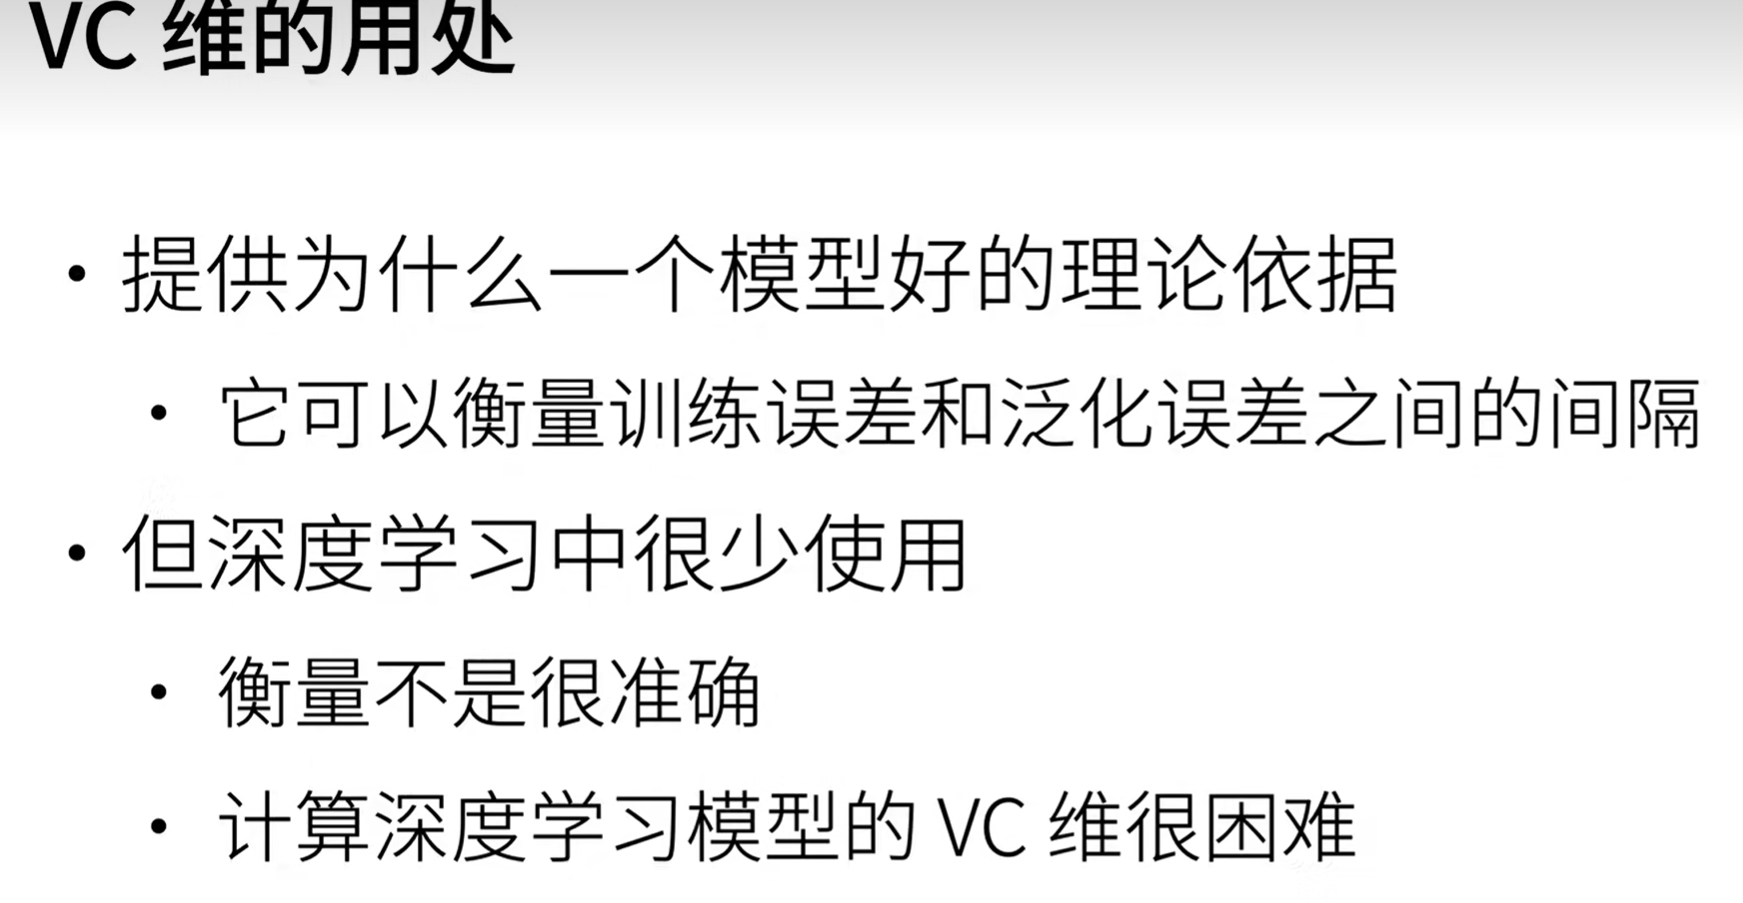 VC 维的用处
• 提供为什么一个模型好的理论依据
• 它可以衡量训练误差和泛化误差之间的间隔
• 但深度学习中很少使用
• 衡量不是很准确
• 计算深度学习模型的 VC 维很困难